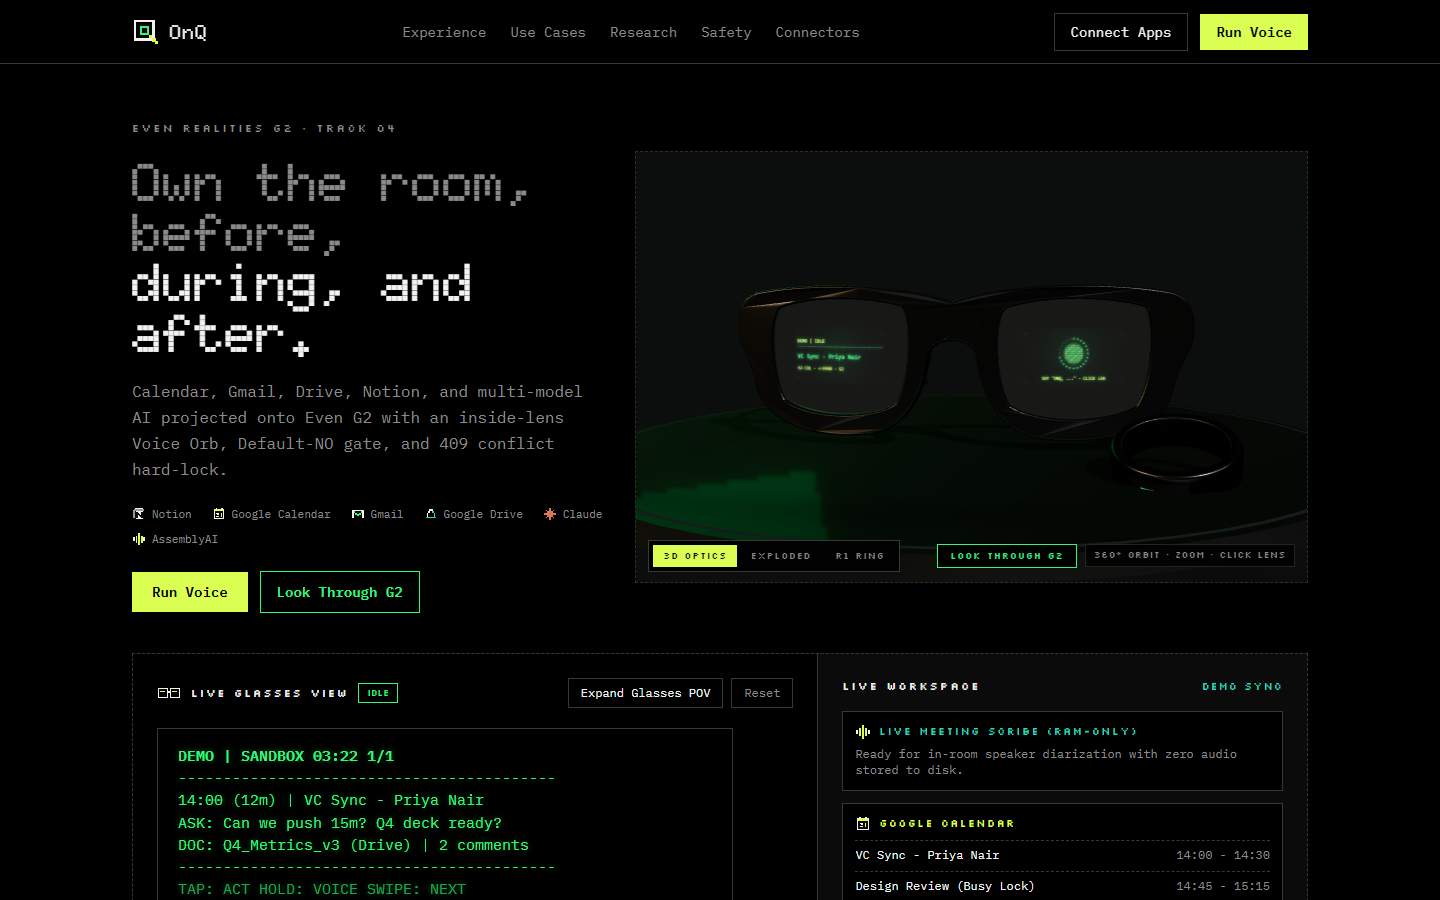 OnQ
Experience
Use Cases
Research
Safety
Connectors
Connect Apps
Run Voice
EVEN REALITIES G2 · TRACK 04
Own the room,
before,
during, and
after.
Calendar, Gmail, Drive, Notion, and multi-model
AI projected onto Even G2 with an inside-lens
Voice Orb, Default-NO gate, and 409 conflict
hard-lock.
Notion
Google Calendar
Gmail
Google Drive
Claude
AssemblyAI
Run Voice
Look Through G2
DEMO | IDLE
VC Sync - Priya Nair
3D OPTICS
EXPLODED
R1 RING
LOOK THROUGH G2
360° ORBIT · ZOOM · CLICK LENS
LIVE GLASSES VIEW
IDLE
Expand Glasses POV
Reset
DEMO | SANDBOX 03:22 1/1
------------------------------------------
14:00 (12m) | VC Sync - Priya Nair
ASK: Can we push 15m? Q4 deck ready?
DOC: Q4_Metrics_v3 (Drive) | 2 comments
------------------------------------------
TAP: ACT HOLD: VOICE SWIPE: NEXT
LIVE WORKSPACE
DEMO SYNC
LIVE MEETING SCRIBE (RAM-ONLY)
Ready for in-room speaker diarization with zero audio
stored to disk.
GOOGLE CALENDAR
VC Sync - Priya Nair
14:00 - 14:30
Design Review (Busy Lock)
14:45 - 15:15